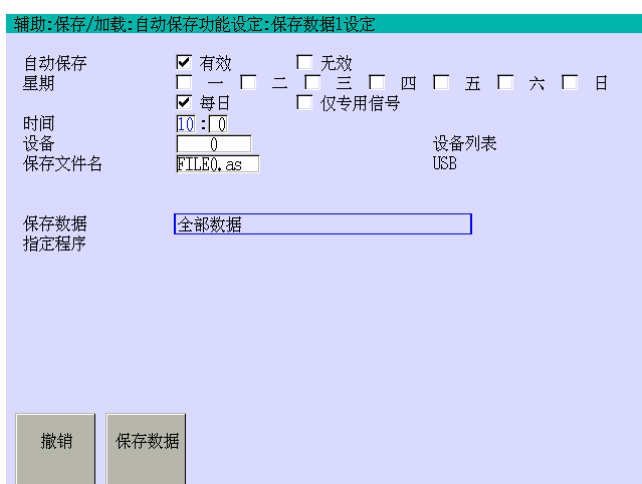 辅助:保存/加载:自动保存功能设定:保存数据1设定
自动保存 有效 无效
星期 一 二 三 四 五 六 日
每日 仅专用信号
时间 10 : 0
设备 0 设备列表
保存文件名 FILE0.as USB
保存数据 全部数据
指定程序
撤销 保存数据